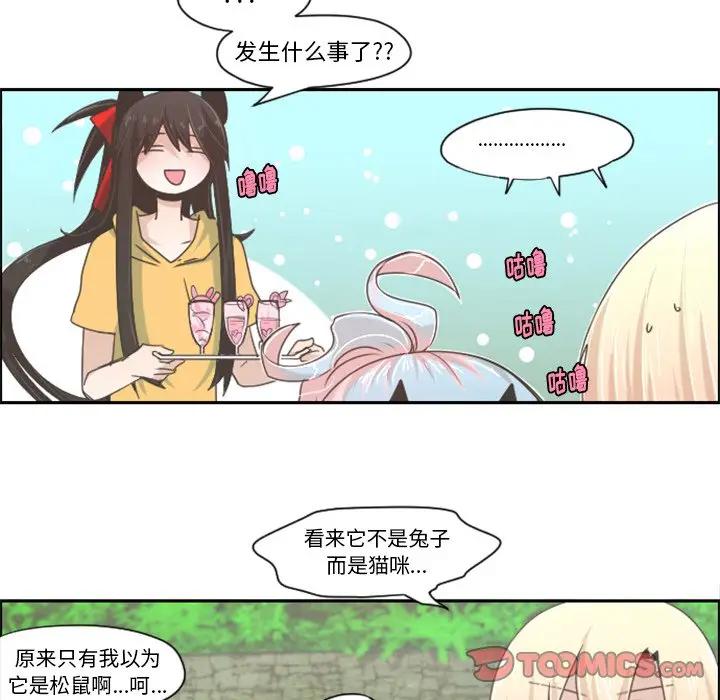 ...
发生什么事了??
..................
噜噜
咕噜
咕噜
咕噜
看来它不是兔子
而是猫咪...
原来只有我以为
它是松鼠啊...呵...
TOOMICS.COM